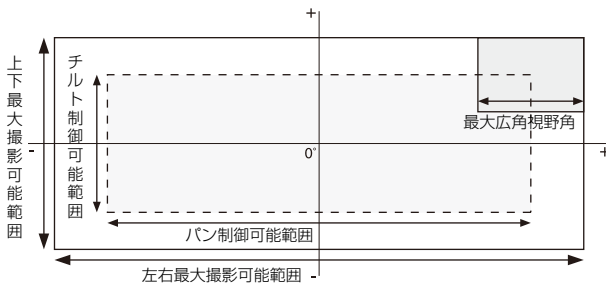 +
上下最大撮影可能範囲
チルト制御可能範囲
最大広角視野角
-
0°
+
パン制御可能範囲
左右最大撮影可能範囲
-